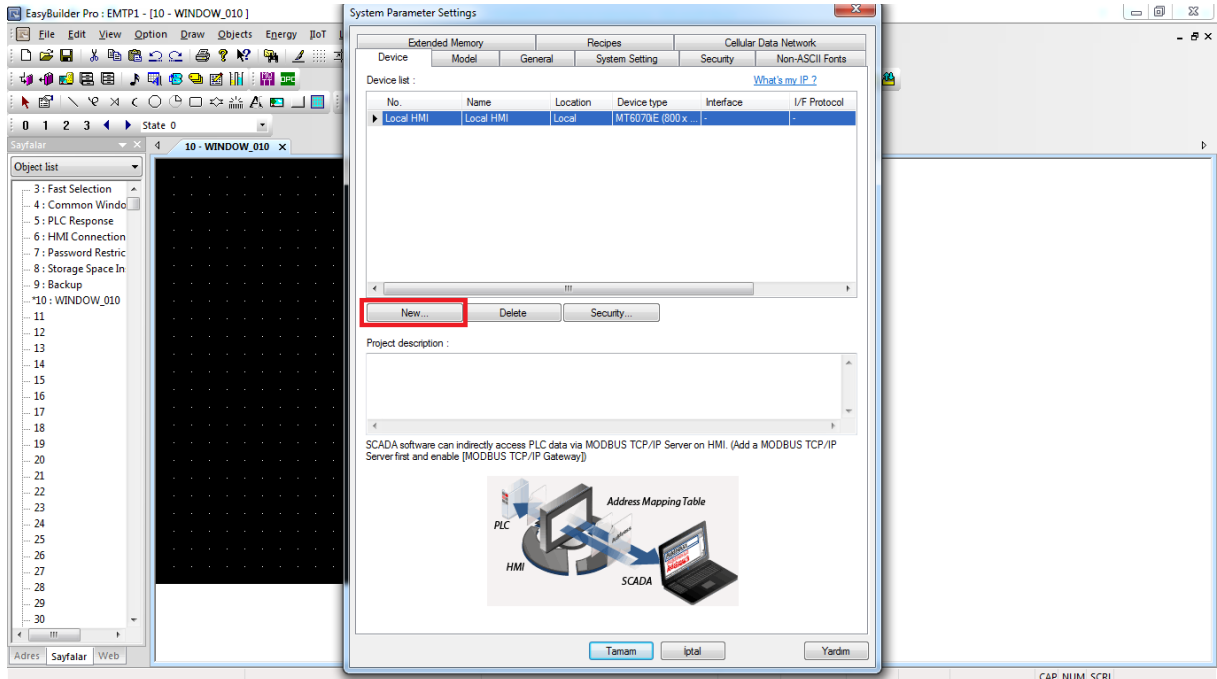 EasyBuilder Pro : EMTP1 - [10 - WINDOW_010 ]
File Edit View Option Draw Objects Energy IIoT
State 0
0 1 2 3
Sayfalar
10 - WINDOW_010
Object list
3 : Fast Selection
4 : Common Windo
5 : PLC Response
6 : HMI Connection
7 : Password Restric
8 : Storage Space In
9 : Backup
*10 : WINDOW_010
11
12
13
14
15
16
17
18
19
20
21
22
23
24
25
26
27
28
29
30
Adres Sayfalar Web
System Parameter Settings
Extended Memory Recipes Cellular Data Network
Device Model General System Setting Security Non-ASCII Fonts
Device list :
What's my IP ?
No. Name Location Device type Interface I/F Protocol
Local HMI Local HMI Local MT6070iE (800 x ... - -
New... Delete Security...
Project description :
SCADA software can indirectly access PLC data via MODBUS TCP/IP Server on HMI. (Add a MODBUS TCP/IP
Server first and enable [MODBUS TCP/IP Gateway])
Address Mapping Table
PLC
HMI
SCADA
Tamam İptal Yardım
CAP NUM SCRL